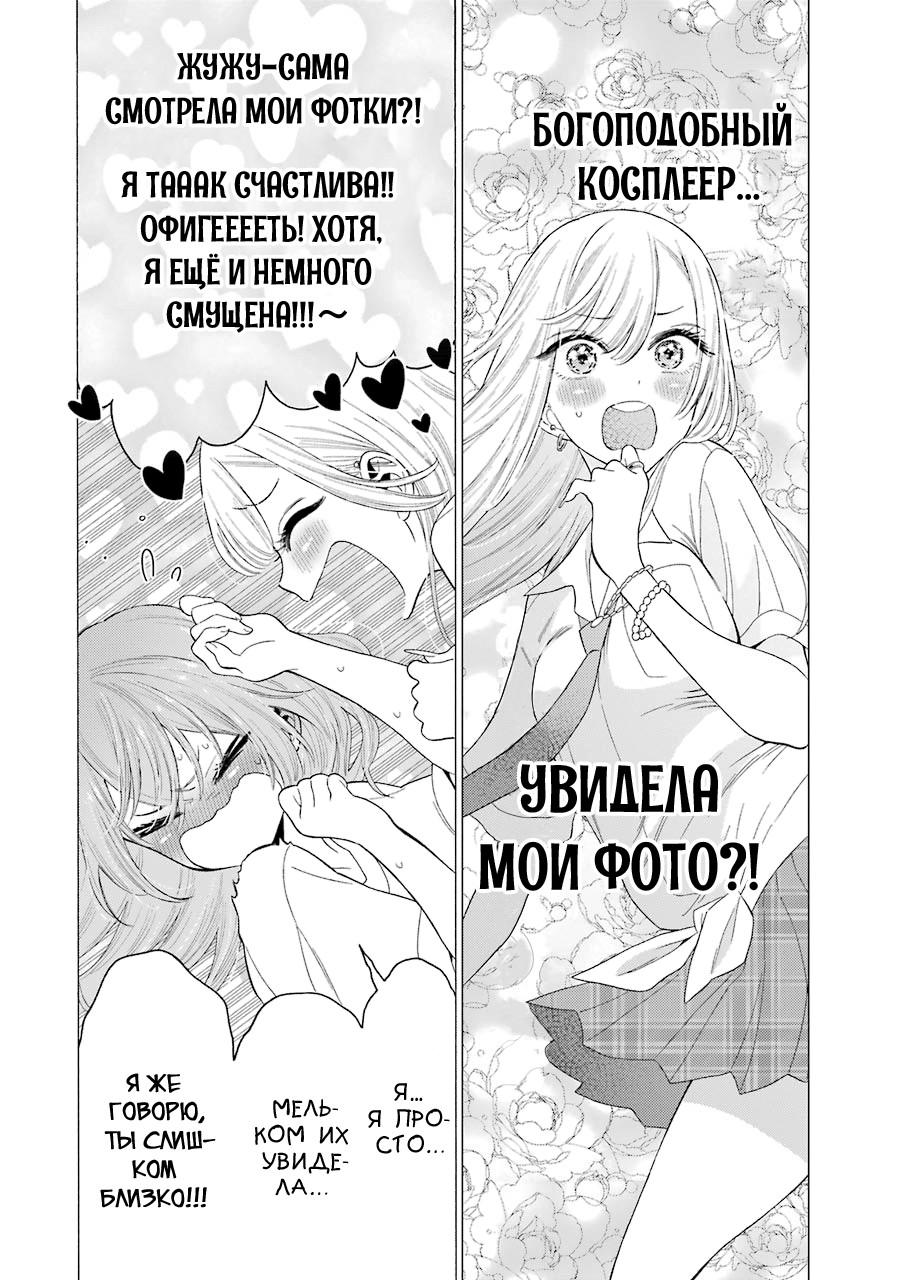 БОГОПОДОБНЫЙ
КОСПЛЕЕР...
УВИДЕЛА
МОИ ФОТО?!
ЖУЖУ-САМА
СМОТРЕЛА МОИ ФОТКИ?!
Я ТАААК СЧАСТЛИВА!!
ОФИГЕЕЕЕТЬ! ХОТЯ,
Я ЕЩЁ И НЕМНОГО
СМУЩЕНА!!!~
Я...
Я ПРО-
СТО...
МЕЛЬ-
КОМ ИХ
УВИДЕ-
ЛА...
Я ЖЕ
ГОВОРЮ,
ТЫ СЛИШ-
КОМ
БЛИЗКО!!!